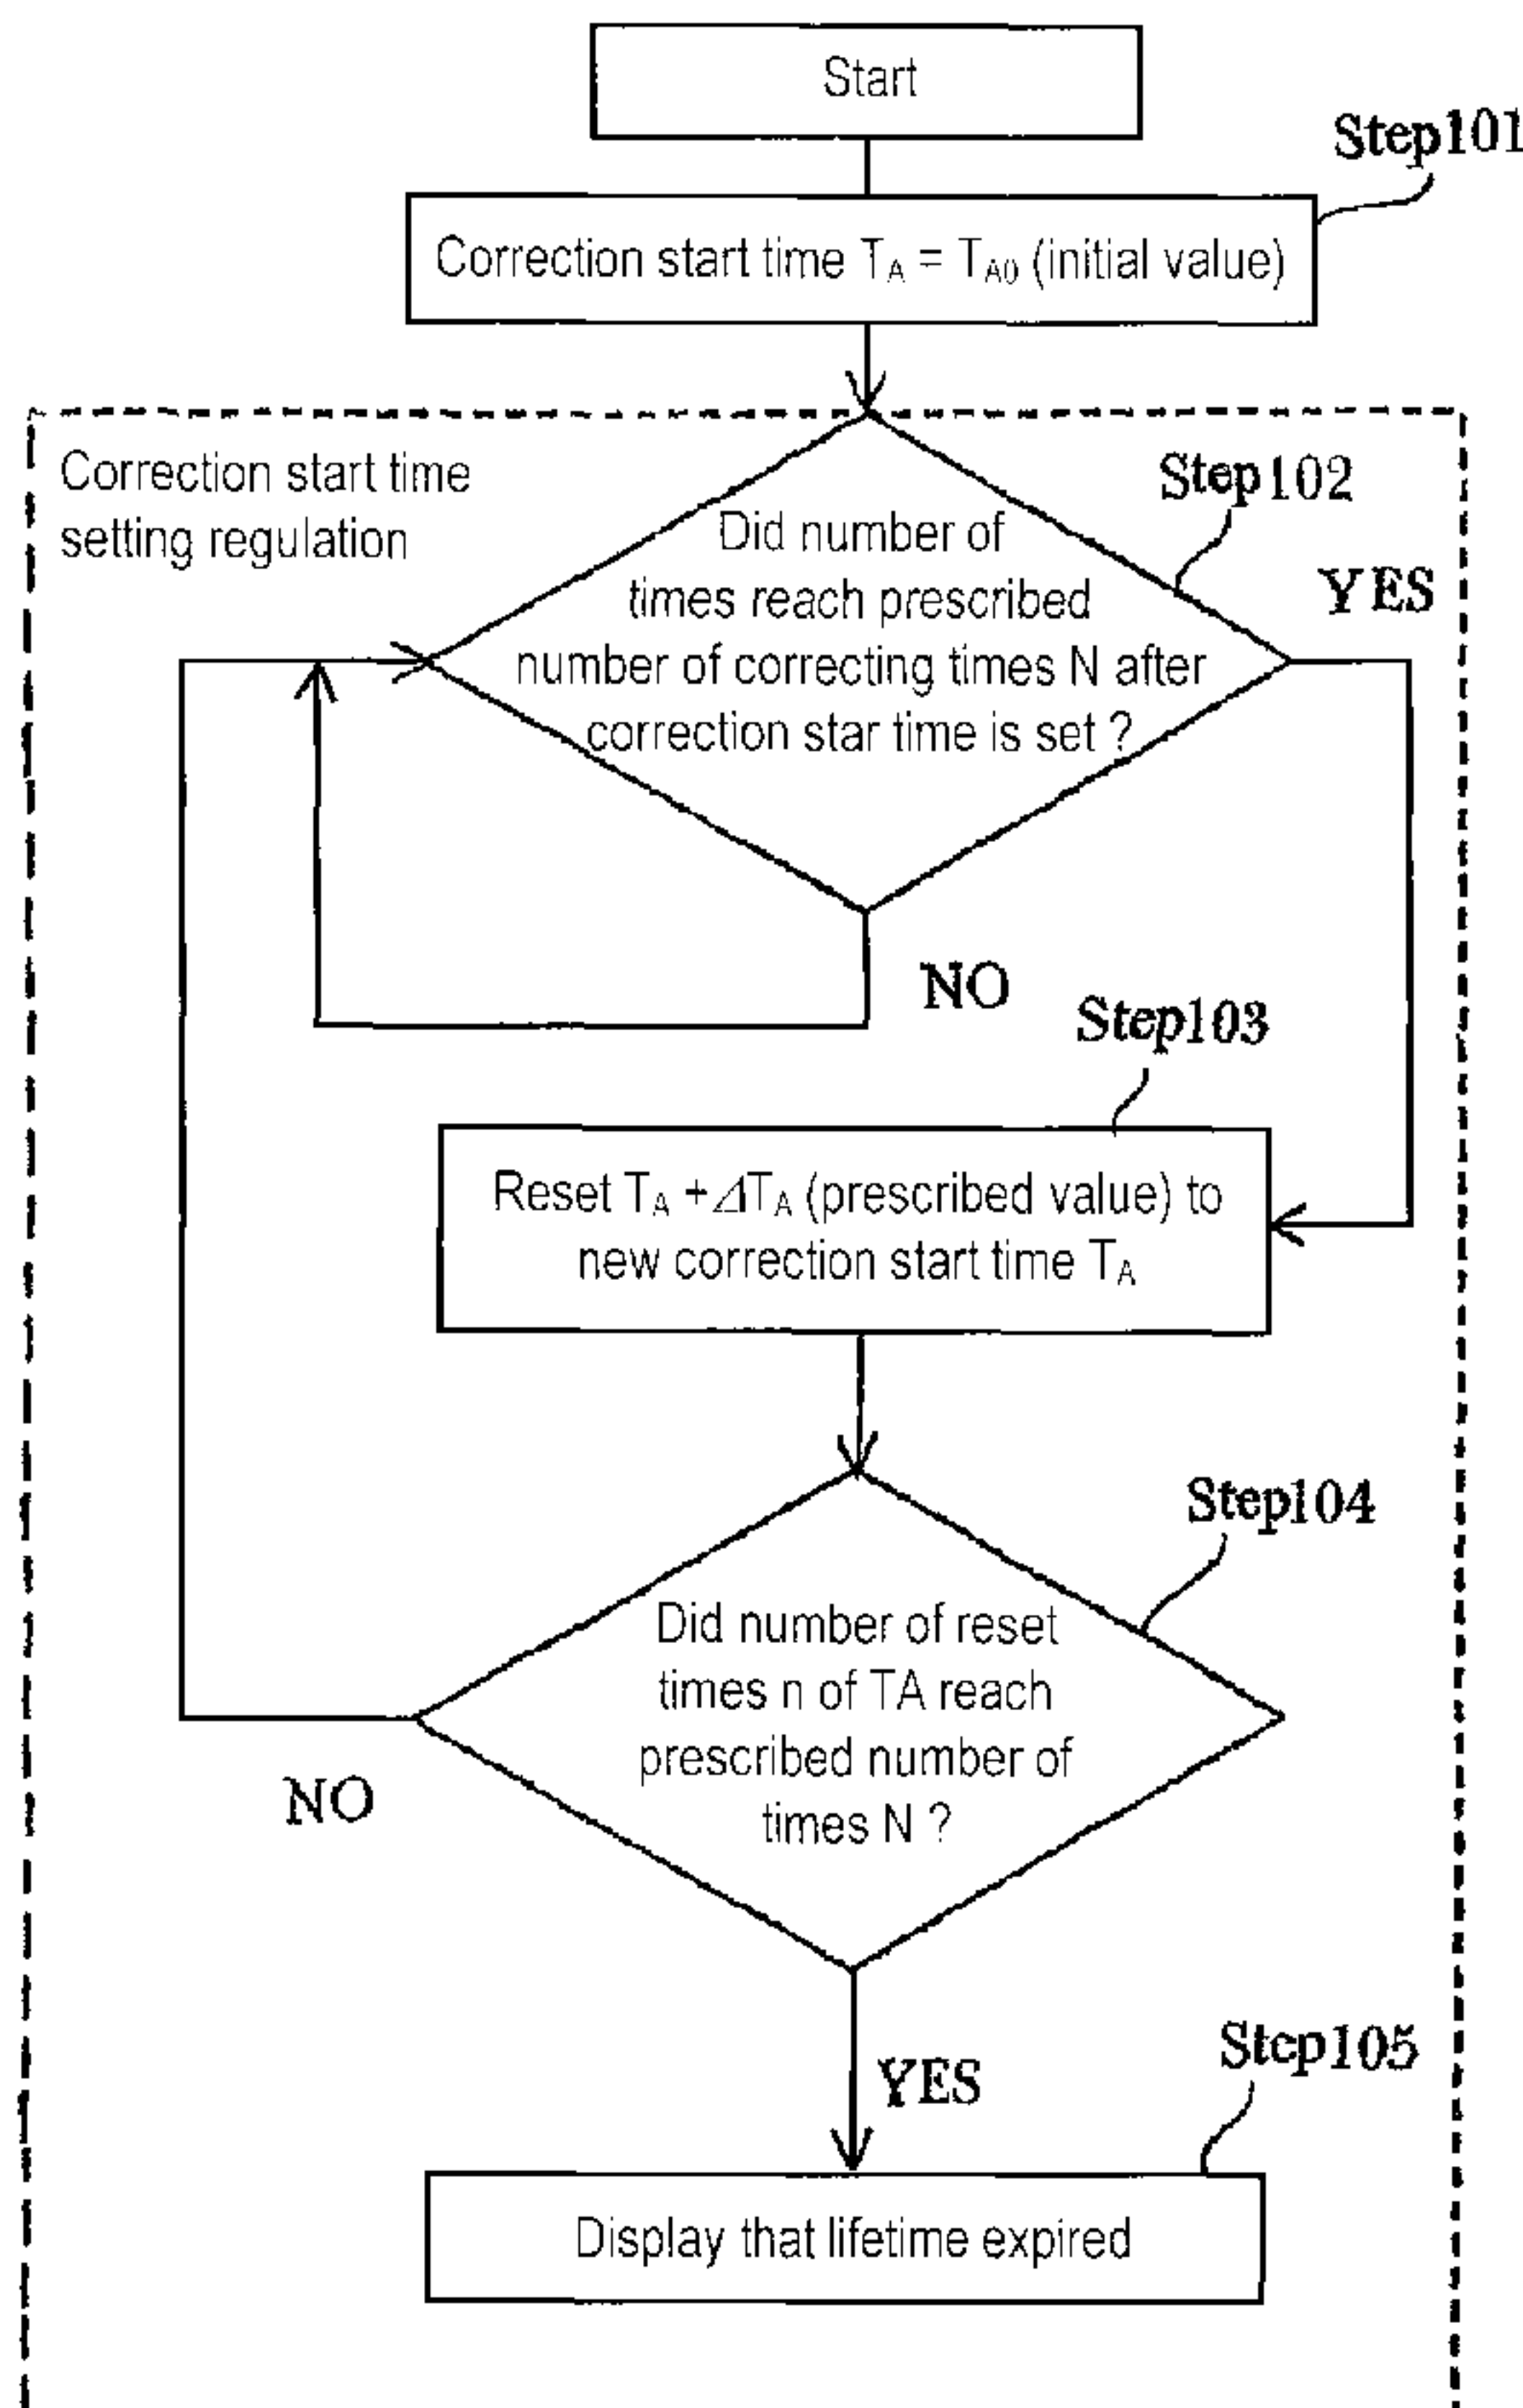 Start
Step101
Correction start time TA = TA0 (initial value)
Correction start time
setting regulation
Step102
Did number of
times reach prescribed
number of correcting times N after
correction star time is set ?
YES
NO
Step103
Reset TA +ΔTA (prescribed value) to
new correction start time TA
Step104
Did number of reset
times n of TA reach
prescribed number of
times N ?
NO
YES
Step105
Display that lifetime expired